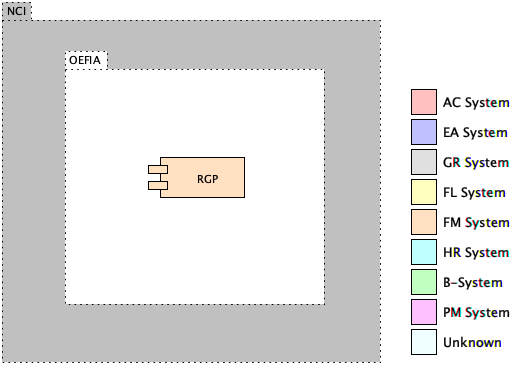 NCI
OEFIA
RGP
AC System
EA System
GR System
FL System
FM System
HR System
B-System
PM System
Unknown